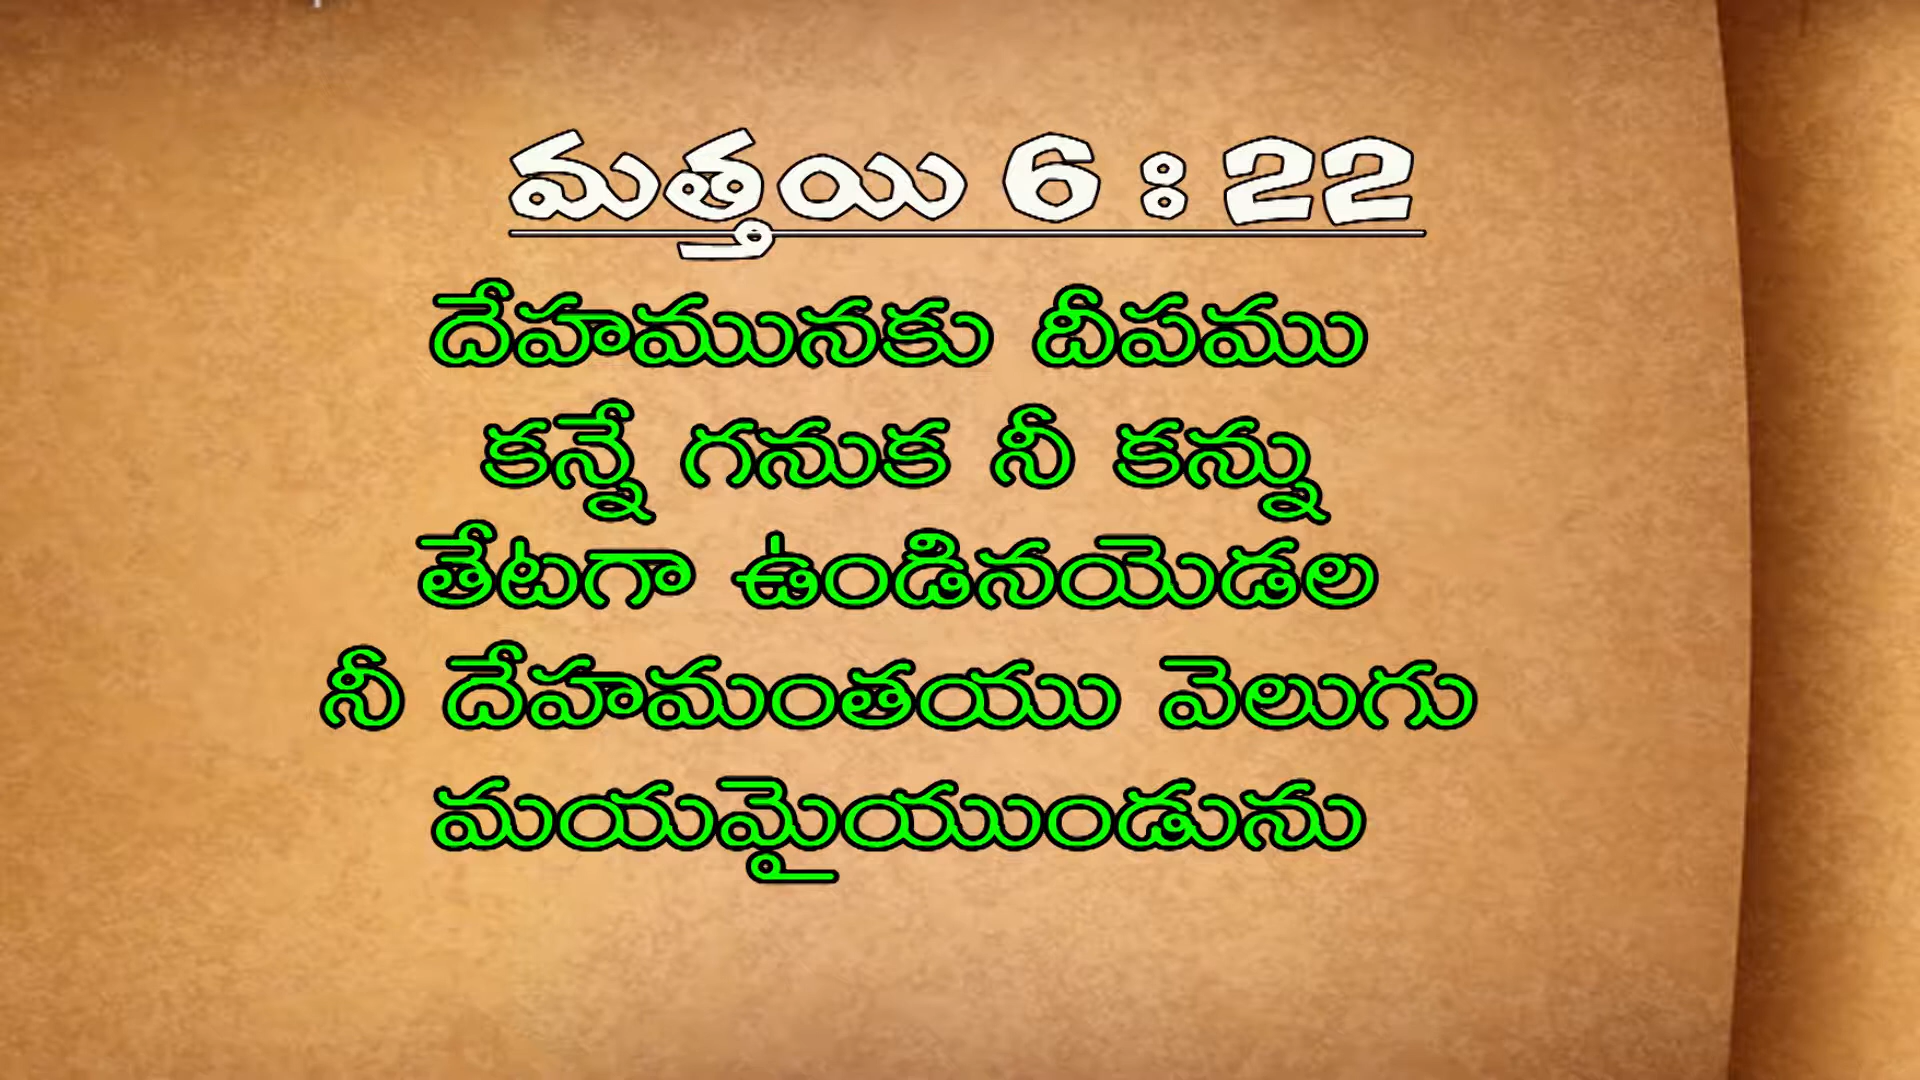 మత్తయి 6 : 22
దేహమునకు దీపము
కన్నే గనుక నీ కన్ను
తేటగా ఉండినయెడల
నీ దేహమంతయు వెలుగు
మయమైయుండును